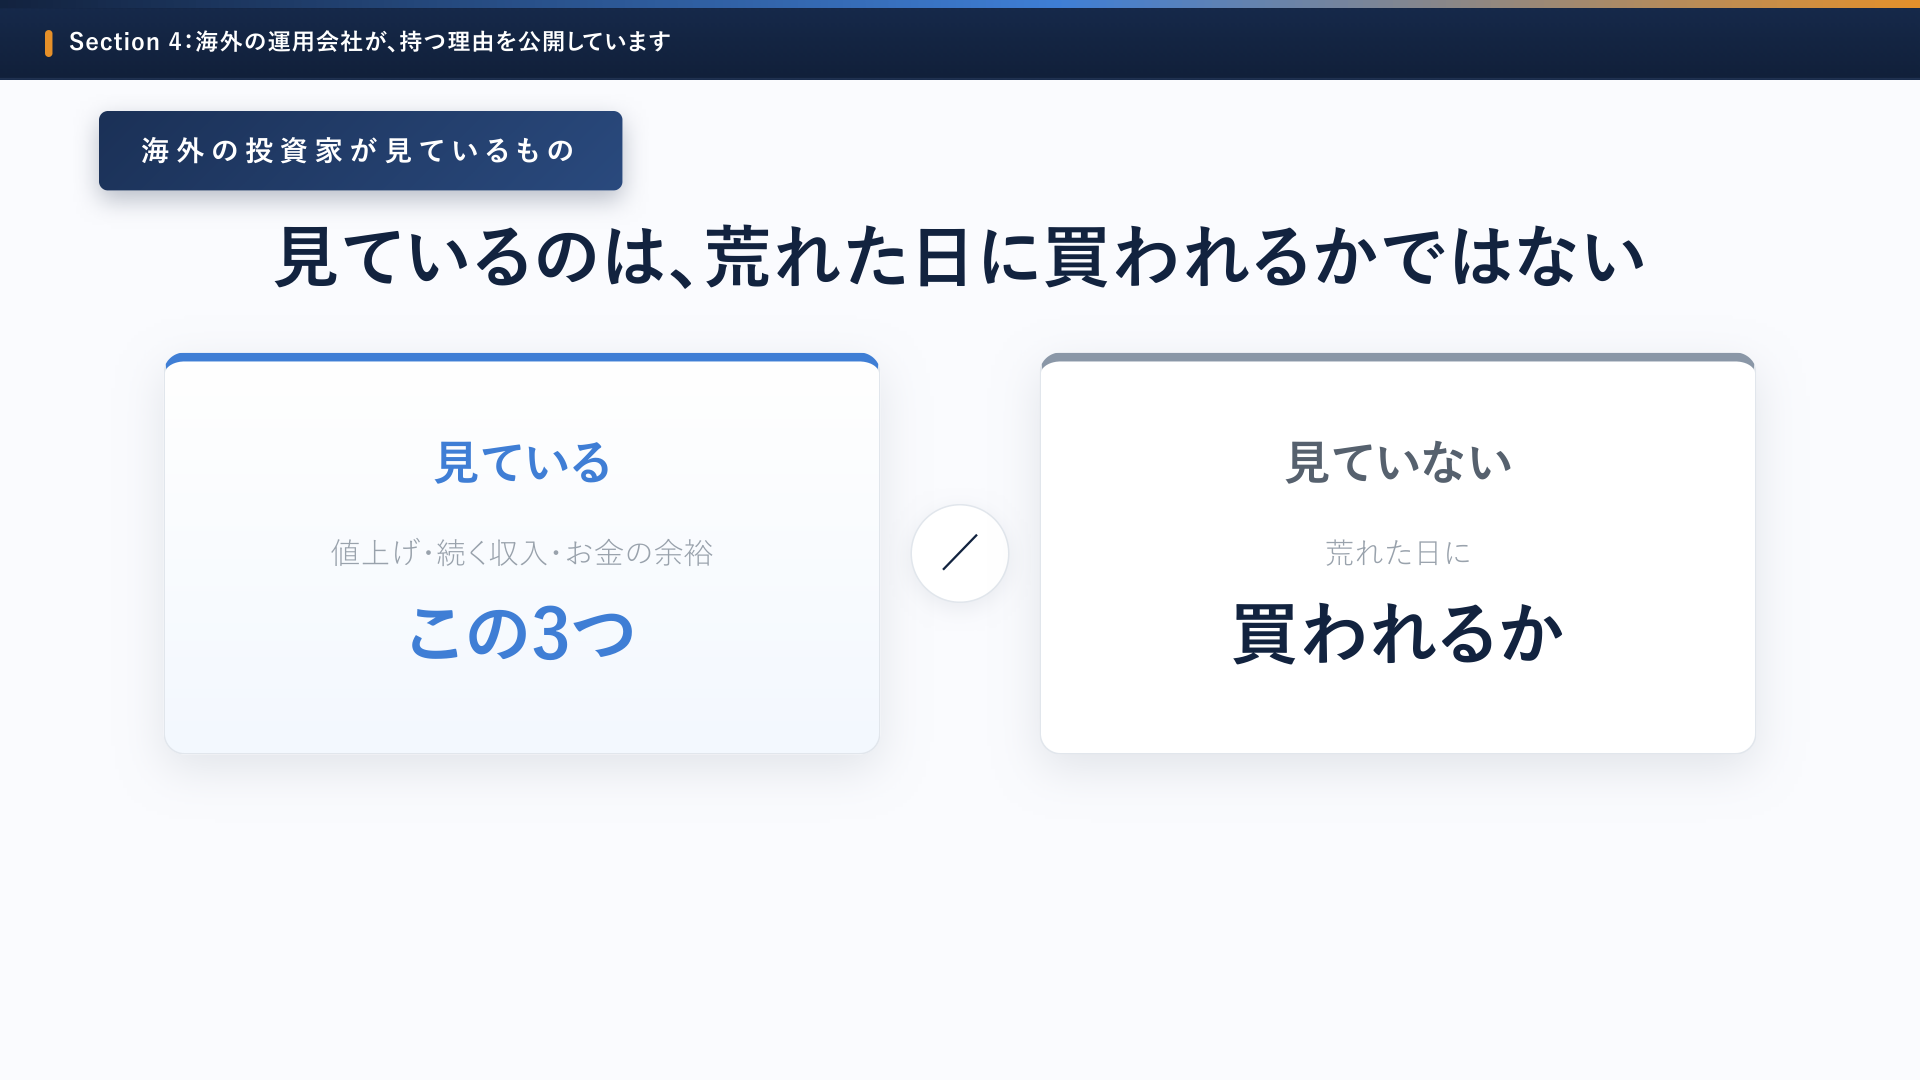 Section 4：海外の運用会社が、持つ理由を公開しています
海外の投資家が見ているもの
見ているのは、荒れた日に買われるかではない
見ている
値上げ・続く収入・お金の余裕
この3つ
／
見ていない
荒れた日に
買われるか